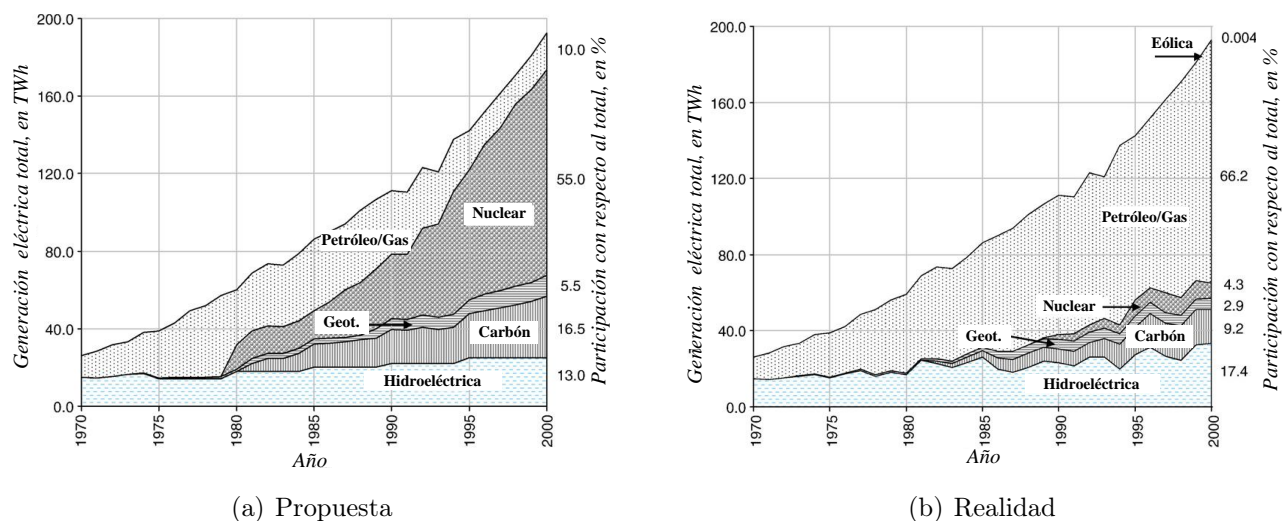 Generación eléctrica total, en TWh
200.0
160.0
120.0
80.0
40.0
0.0
1970
1975
1980
1985
1990
1995
2000
Año
Petróleo/Gas
Nuclear
Geot.
Carbón
Hidroeléctrica
10.0
55.0
5.5
16.5
13.0
Participación con respecto al total, en %
(a) Propuesta
Geñeración eléctrica total, en TWh
200.0
160.0
120.0
80.0
40.0
0.0
1970
1975
1980
1985
1990
1995
2000
Año
Eólica
Petróleo/Gas
Nuclear
Geot.
Carbón
Hidroeléctrica
0.004
66.2
4.3
2.9
9.2
17.4
Participación con respecto al total, en %
(b) Realidad